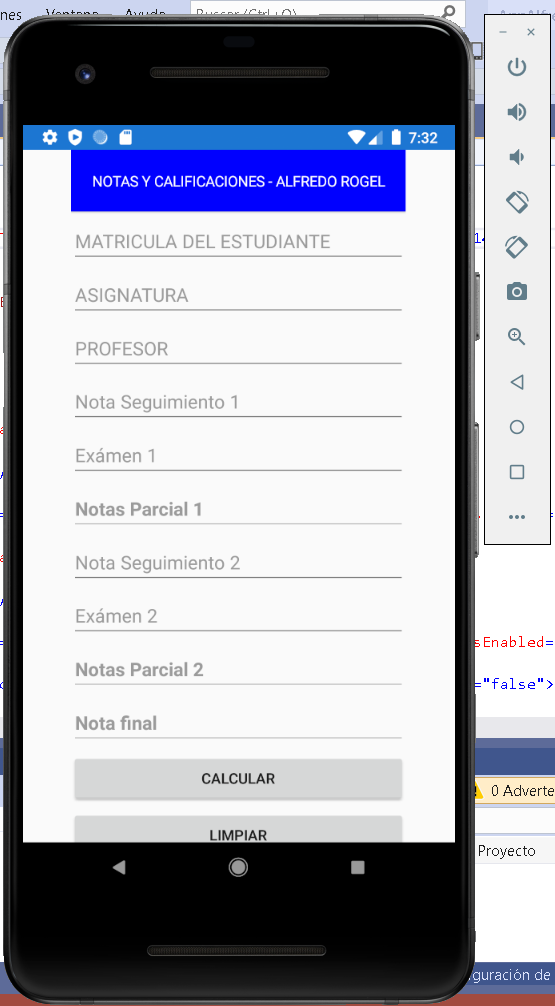 Ventana Ayuda Buscar (Ctrl+Q)
7:32
NOTAS Y CALIFICACIONES - ALFREDO ROGEL
MATRICULA DEL ESTUDIANTE
ASIGNATURA
PROFESOR
Nota Seguimiento 1
Exámen 1
Notas Parcial 1
Nota Seguimiento 2
Exámen 2
sEnabled=
Notas Parcial 2
="false">
Nota final
CALCULAR
0 Adverte
LIMPIAR
Proyecto
guración de